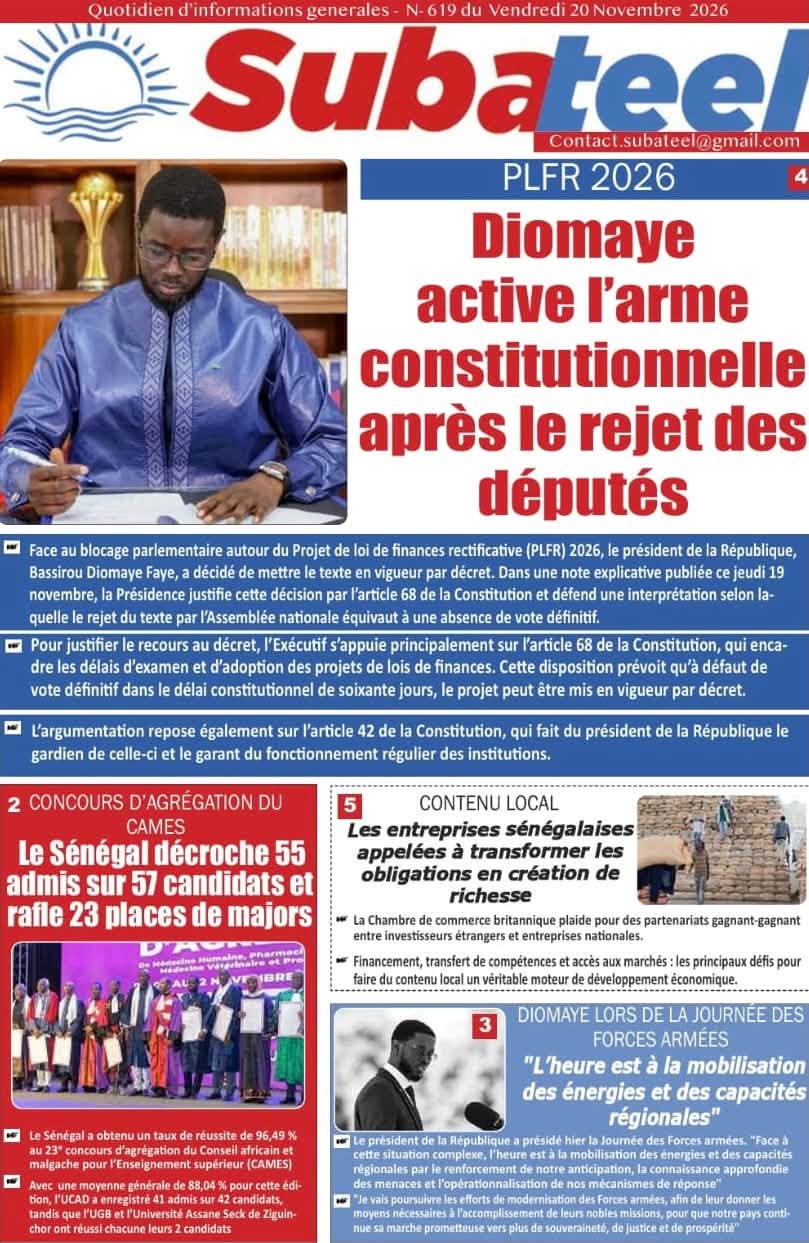 Quotidien d'informations generales - N- 619 du Vendredi 20 Novembre 2026
Subateel
Contact.subateel@gmail.com
PLFR 2026
4
Diomaye
active l'arme
constitutionnelle
après le rejet des
députés
Face au blocage parlementaire autour du Projet de loi de finances rectificative (PLFR) 2026, le président de la République,
Bassirou Diomaye Faye, a décidé de mettre le texte en vigueur par décret. Dans une note explicative publiée ce jeudi 19
novembre, la Présidence justifie cette décision par l'article 68 de la Constitution et défend une interprétation selon la-
quelle le rejet du texte par l'Assemblée nationale équivaut à une absence de vote définitif.
Pour justifier le recours au décret, l'Exécutif s'appuie principalement sur l'article 68 de la Constitution, qui enca-
dre les délais d'examen et d'adoption des projets de lois de finances. Cette disposition prévoit qu'à défaut de
vote définitif dans le délai constitutionnel de soixante jours, le projet peut être mis en vigueur par décret.
L'argumentation repose également sur l'article 42 de la Constitution, qui fait du président de la République le
gardien de celle-ci et le garant du fonctionnement régulier des institutions.
2 CONCOURS D'AGRÉGATION DU
CAMES
Le Sénégal décroche 55
admis sur 57 candidats et
rafle 23 places de majors
D'AGRÉ
De Médecine Humaine, Pharmaci
Médecine Vétérinaire et Pro
AU 2 NOVEMBRE
Le Sénégal a obtenu un taux de réussite de 96,49 %
au 23e concours d'agrégation du Conseil africain et
malgache pour l'Enseignement supérieur (CAMES)
Avec une moyenne générale de 88,04 % pour cette édi-
tion, l'UCAD a enregistré 41 admis sur 42 candidats,
tandis que l'UGB et l'Université Assane Seck de Ziguin-
chor ont réussi chacune leurs 2 candidats
5
CONTENU LOCAL
Les entreprises sénégalaises
appelées à transformer les
obligations en création de
richesse
La Chambre de commerce britannique plaide pour des partenariats gagnant-gagnant
entre investisseurs étrangers et entreprises nationales.
Financement, transfert de compétences et accès aux marchés : les principaux défis pour
faire du contenu local un véritable moteur de développement économique.
3
DIOMAYE LORS DE LA JOURNÉE DES
FORCES ARMÉES
"L'heure est à la mobilisation
des énergies et des capacités
régionales"
Le président de la République a présidé hier la Journée des Forces armées. "Face à
cette situation complexe, l'heure est à la mobilisation des énergies et des capacités
régionales par le renforcement de notre anticipation, la connaissance approfondie
des menaces et l'opérationnalisation de nos mécanismes de réponse"
"Je vais poursuivre les efforts de modernisation des Forces armées, afin de leur donner les
moyens nécessaires à l'accomplissement de leurs nobles missions, pour que notre pays conti-
nue sa marche prometteuse vers plus de souveraineté, de justice et de prospérité"